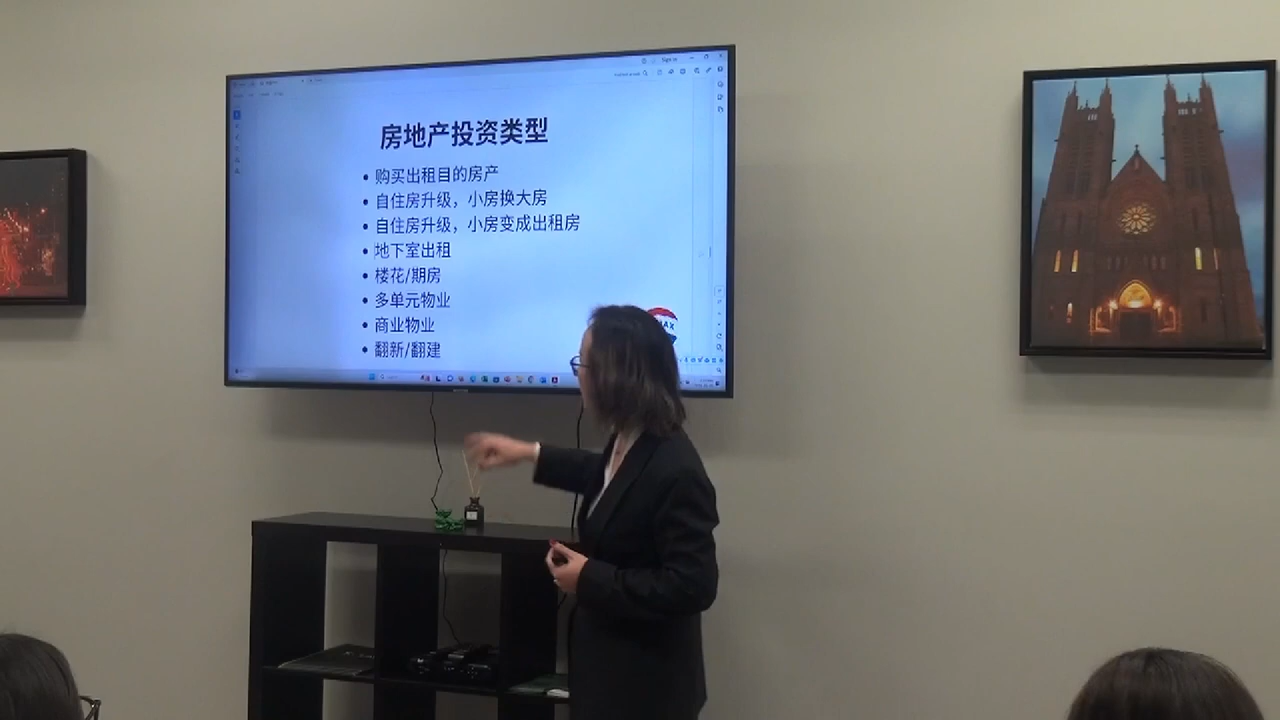 Sign in
房地产投资类型
• 购买出租目的房产
• 自住房升级，小房换大房
• 自住房升级，小房变成出租房
• 地下室出租
• 楼花/期房
• 多单元物业
• 商业物业
• 翻新/翻建